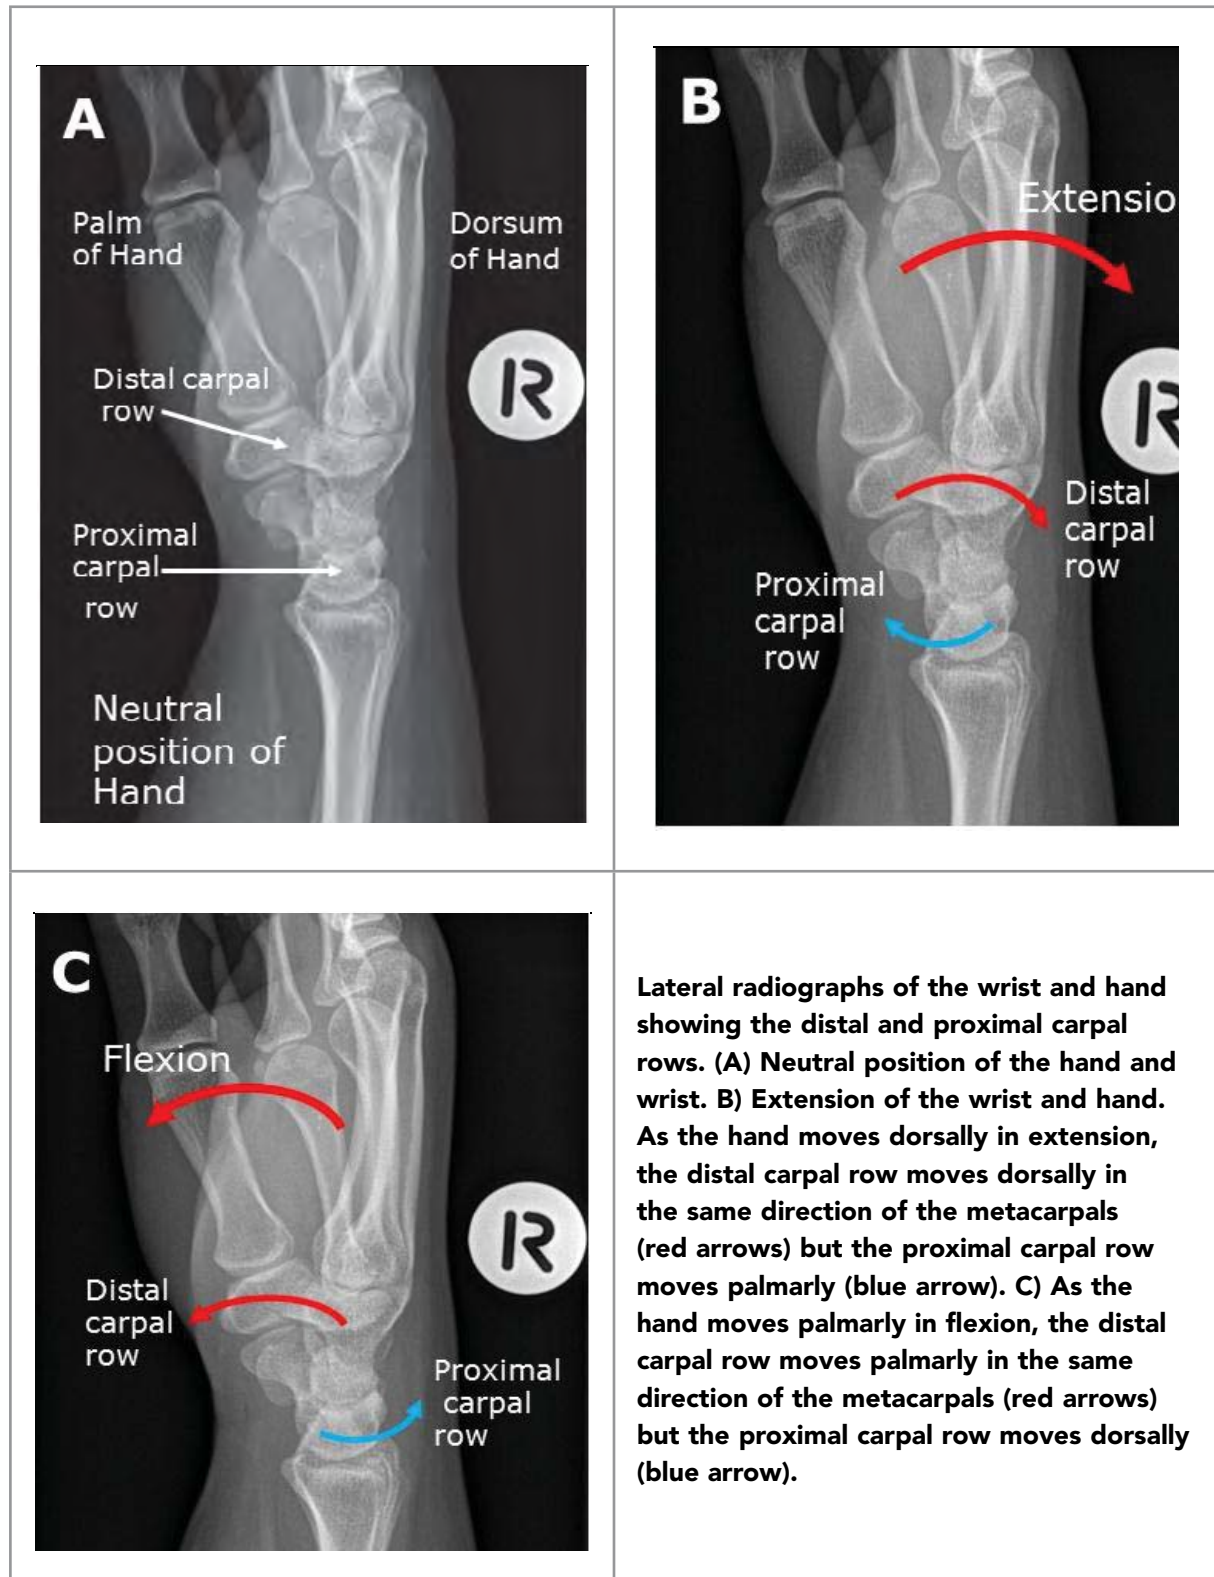 A
Palm
of Hand
Dorsum
of Hand
Distal carpal
row
R
Proximal
carpal
row
Neutral
position of
Hand
B
Extensio
R
Distal
carpal
row
Proximal
carpal
row
C
Flexion
R
Distal
carpal
row
Proximal
carpal
row
Lateral radiographs of the wrist and hand
showing the distal and proximal carpal
rows. (A) Neutral position of the hand and
wrist. B) Extension of the wrist and hand.
As the hand moves dorsally in extension,
the distal carpal row moves dorsally in
the same direction of the metacarpals
(red arrows) but the proximal carpal row
moves palmarly (blue arrow). C) As the
hand moves palmarly in flexion, the distal
carpal row moves palmarly in the same
direction of the metacarpals (red arrows)
but the proximal carpal row moves dorsally
(blue arrow).